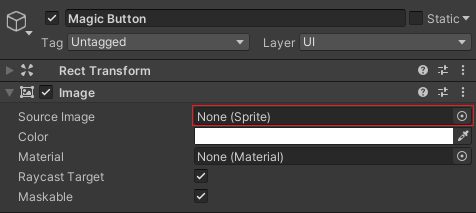 Magic Button
Static
Tag Untagged Layer UI
Rect Transform
Image
Source Image None (Sprite)
Color
Material None (Material)
Raycast Target
Maskable